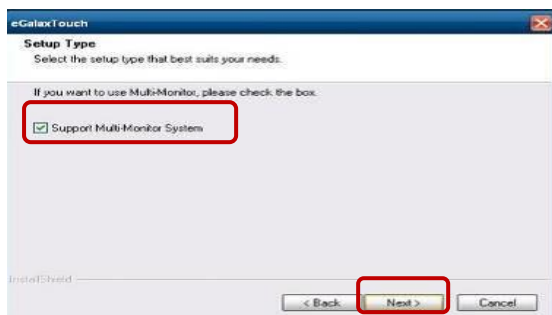 eGalaxTouch
Setup Type
Select the setup type that best suits your needs.
If you want to use Multi-Monitor, please check the box.
Support Multi-Monitor System
InstallShield
< Back
Next >
Cancel